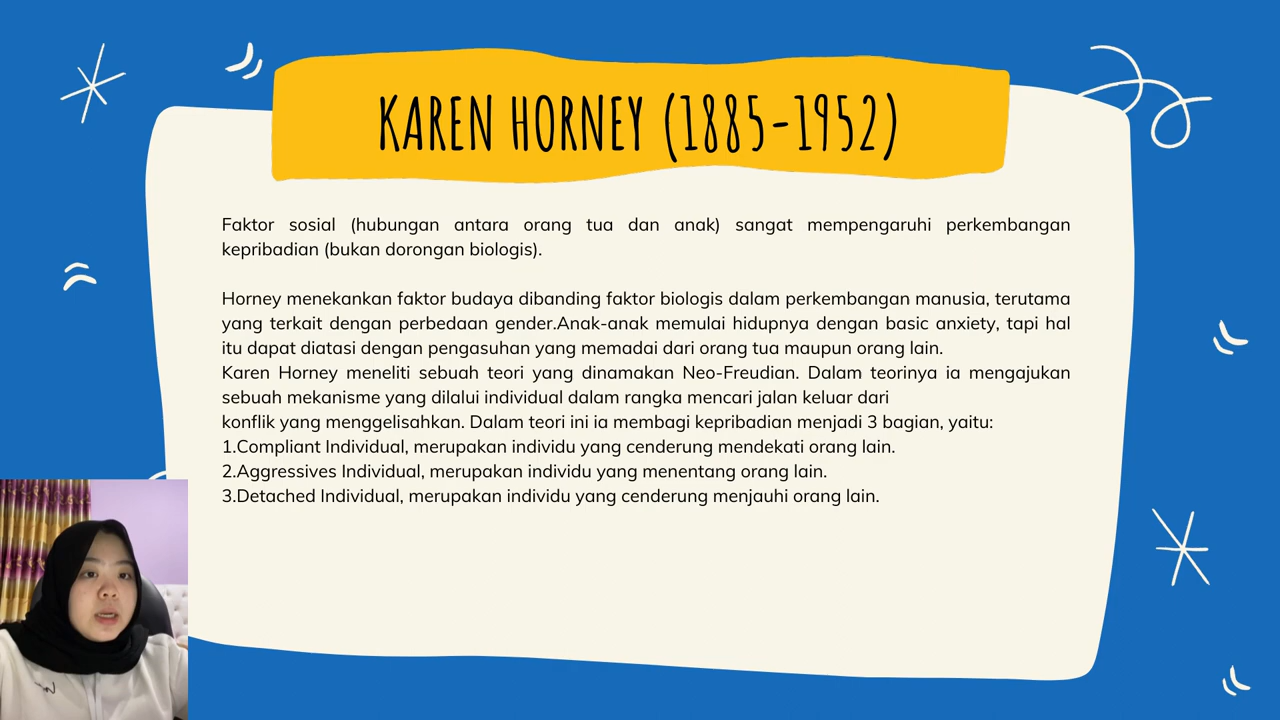 KAREN HORNEY (1885-1952)
Faktor sosial (hubungan antara orang tua dan anak) sangat mempengaruhi perkembangan
kepribadian (bukan dorongan biologis).
Horney menekankan faktor budaya dibanding faktor biologis dalam perkembangan manusia, terutama
yang terkait dengan perbedaan gender.Anak-anak memulai hidupnya dengan basic anxiety, tapi hal
itu dapat diatasi dengan pengasuhan yang memadai dari orang tua maupun orang lain.
Karen Horney meneliti sebuah teori yang dinamakan Neo-Freudian. Dalam teorinya ia mengajukan
sebuah mekanisme yang dilalui individual dalam rangka mencari jalan keluar dari
konflik yang menggelisahkan. Dalam teori ini ia membagi kepribadian menjadi 3 bagian, yaitu:
1.Compliant Individual, merupakan individu yang cenderung mendekati orang lain.
2.Aggressives Individual, merupakan individu yang menentang orang lain.
3.Detached Individual, merupakan individu yang cenderung menjauhi orang lain.